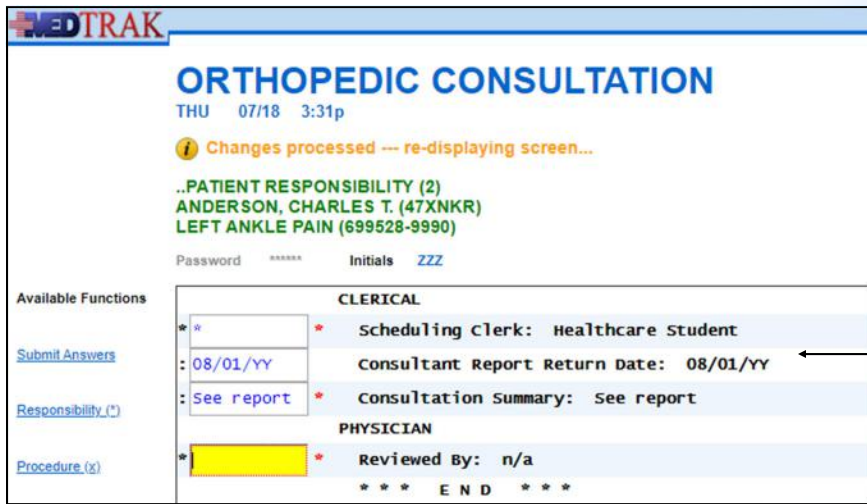 MEDTRAK
ORTHOPEDIC CONSULTATION
THU 07/18 3:31p
i Changes processed --- re-displaying screen...
..PATIENT RESPONSIBILITY (2)
ANDERSON, CHARLES T. (47XNKR)
LEFT ANKLE PAIN (699528-9990)
Password ****** Initials ZZZ
Available Functions
CLERICAL
* * * Scheduling Clerk: Healthcare Student
Submit Answers
: 08/01/YY Consultant Report Return Date: 08/01/YY
: See report * Consultation Summary: See report
Responsibility (*)
PHYSICIAN
* * Reviewed By: n/a
Procedure (x)
* * * E N D * * *